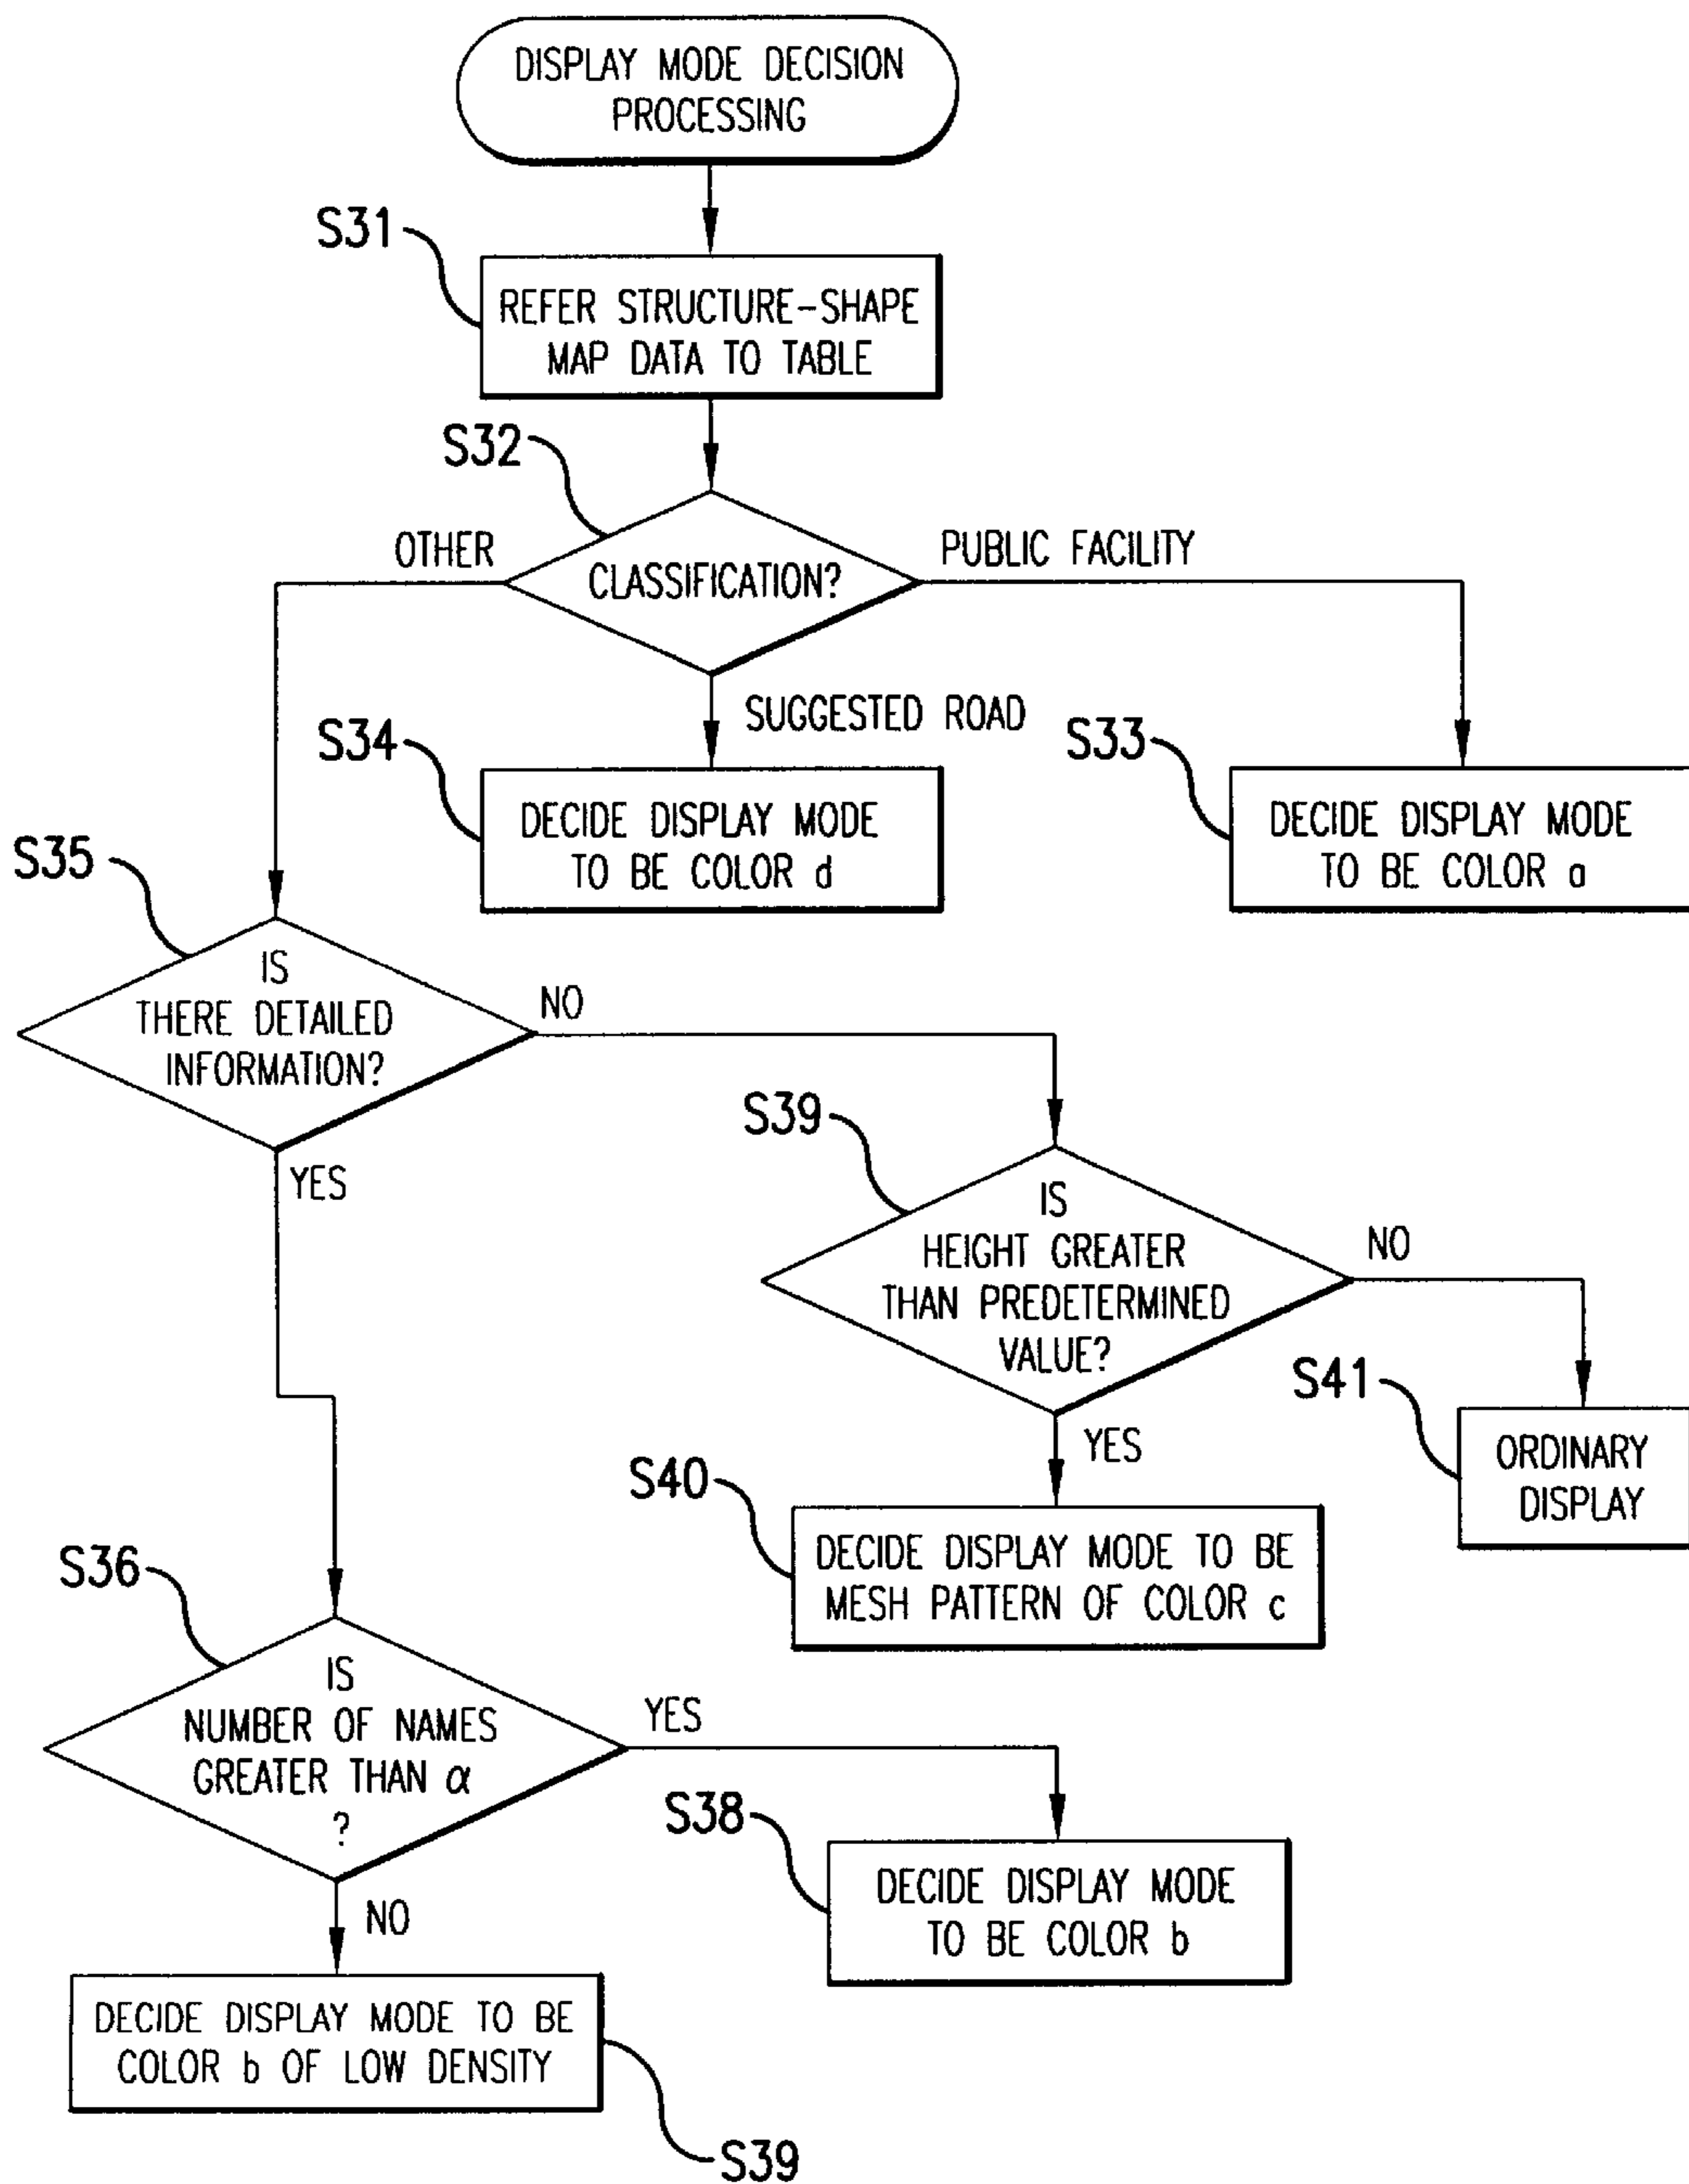 DISPLAY MODE DECISION
PROCESSING
S31
REFER STRUCTURE-SHAPE
MAP DATA TO TABLE
S32
CLASSIFICATION?
OTHER
PUBLIC FACILITY
SUGGESTED ROAD
S34
DECIDE DISPLAY MODE
TO BE COLOR d
S33
DECIDE DISPLAY MODE
TO BE COLOR a
S35
IS
THERE DETAILED
INFORMATION?
NO
YES
S39
IS
HEIGHT GREATER
THAN PREDETERMINED
VALUE?
NO
YES
S41
ORDINARY
DISPLAY
S40
DECIDE DISPLAY MODE TO BE
MESH PATTERN OF COLOR c
S36
IS
NUMBER OF NAMES
GREATER THAN α
?
YES
NO
S38
DECIDE DISPLAY MODE
TO BE COLOR b
DECIDE DISPLAY MODE TO BE
COLOR b OF LOW DENSITY
S39